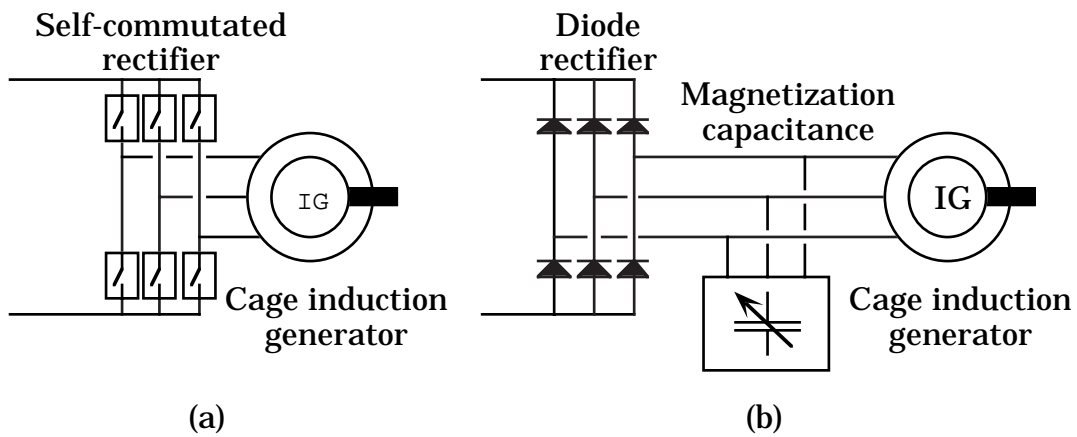 Self-commutated
rectifier
IG
Cage induction
generator
(a)
Diode
rectifier
Magnetization
capacitance
IG
Cage induction
generator
(b)